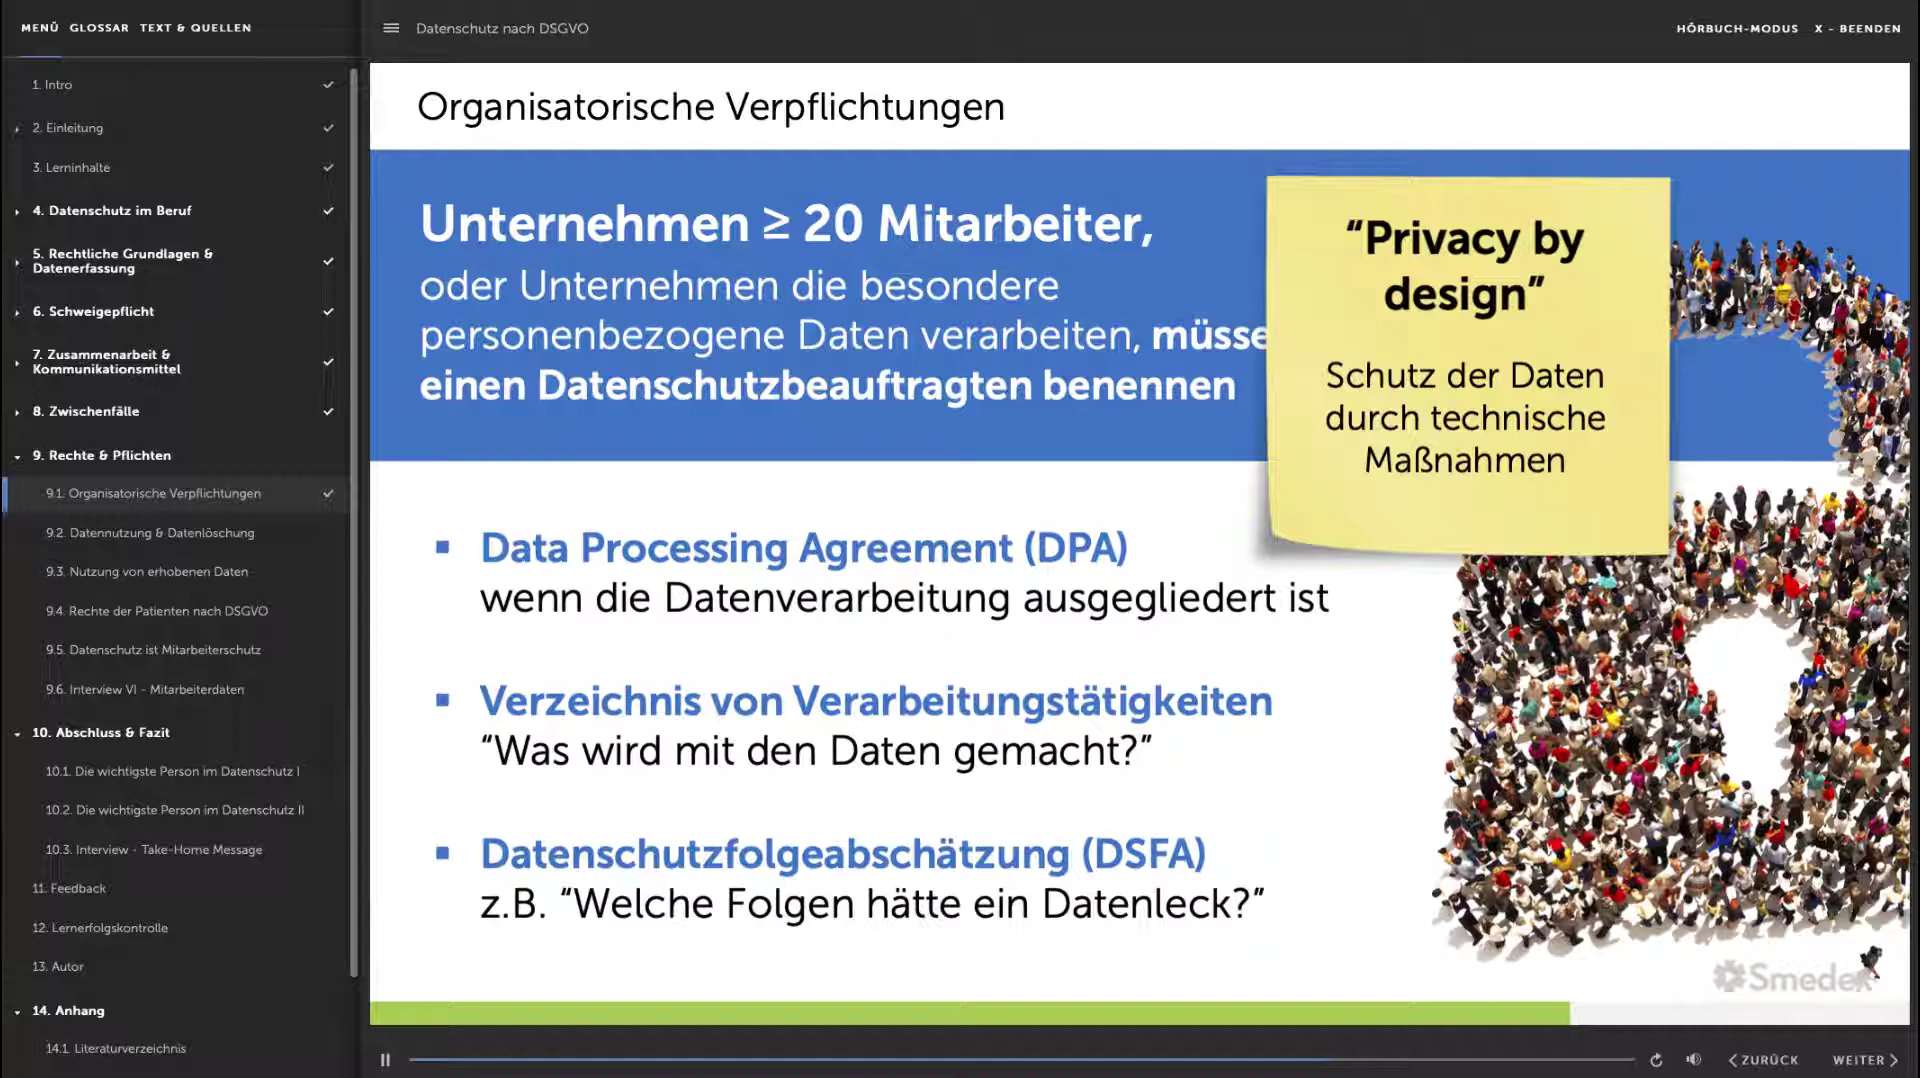 MENÜ GLOSSAR TEXT & QUELLEN
Datenschutz nach DSGVO
HÖRBUCH-MODUS X - BEENDEN
1. Intro
2. Einleitung
3. Lerninhalte
4. Datenschutz im Beruf
5. Rechtliche Grundlagen &
Datenerfassung
6. Schweigepflicht
7. Zusammenarbeit &
Kommunikationsmittel
8. Zwischenfälle
9. Rechte & Pflichten
9.1. Organisatorische Verpflichtungen
9.2. Datennutzung & Datenlöschung
9.3. Nutzung von erhobenen Daten
9.4. Rechte der Patienten nach DSGVO
9.5. Datenschutz ist Mitarbeiterschutz
9.6. Interview VI - Mitarbeiterdaten
10. Abschluss & Fazit
10.1. Die wichtigste Person im Datenschutz I
10.2. Die wichtigste Person im Datenschutz II
10.3. Interview - Take-Home Message
11. Feedback
12. Lernerfolgskontrolle
13. Autor
14. Anhang
14.1. Literaturverzeichnis
Organisatorische Verpflichtungen
Unternehmen ≥ 20 Mitarbeiter,
oder Unternehmen die besondere
personenbezogene Daten verarbeiten, müsse
einen Datenschutzbeauftragten benennen
“Privacy by
design”
Schutz der Daten
durch technische
Maßnahmen
▪ Data Processing Agreement (DPA)
wenn die Datenverarbeitung ausgegliedert ist
▪ Verzeichnis von Verarbeitungstätigkeiten
“Was wird mit den Daten gemacht?”
▪ Datenschutzfolgeabschätzung (DSFA)
z.B. “Welche Folgen hätte ein Datenleck?”
Smedex
ZURÜCK WEITER